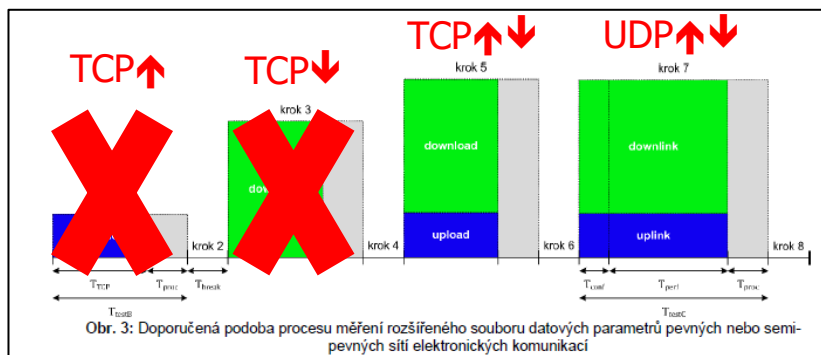 TCP↑
TCP↓
TCP↑↓
UDP↑↓
krok 3
krok 5
krok 7
download
downlink
upload
uplink
krok 2
krok 4
krok 6
krok 8
T_TCP
T_proc
T_break
T_conf
T_perf
T_proc
T_testB
T_testC
Obr. 3: Doporučená podoba procesu měření rozšířeného souboru datových parametrů pevných nebo semi-
pevných sítí elektronických komunikací